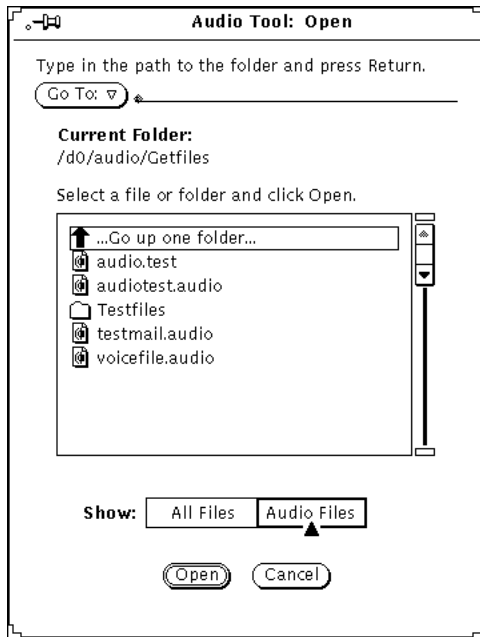 Audio Tool: Open
Type in the path to the folder and press Return.
Go To:
Current Folder:
/d0/audio/Getfiles
Select a file or folder and click Open.
...Go up one folder...
audio.test
audiotest.audio
Testfiles
testmail.audio
voicefile.audio
Show: All Files Audio Files
Open Cancel